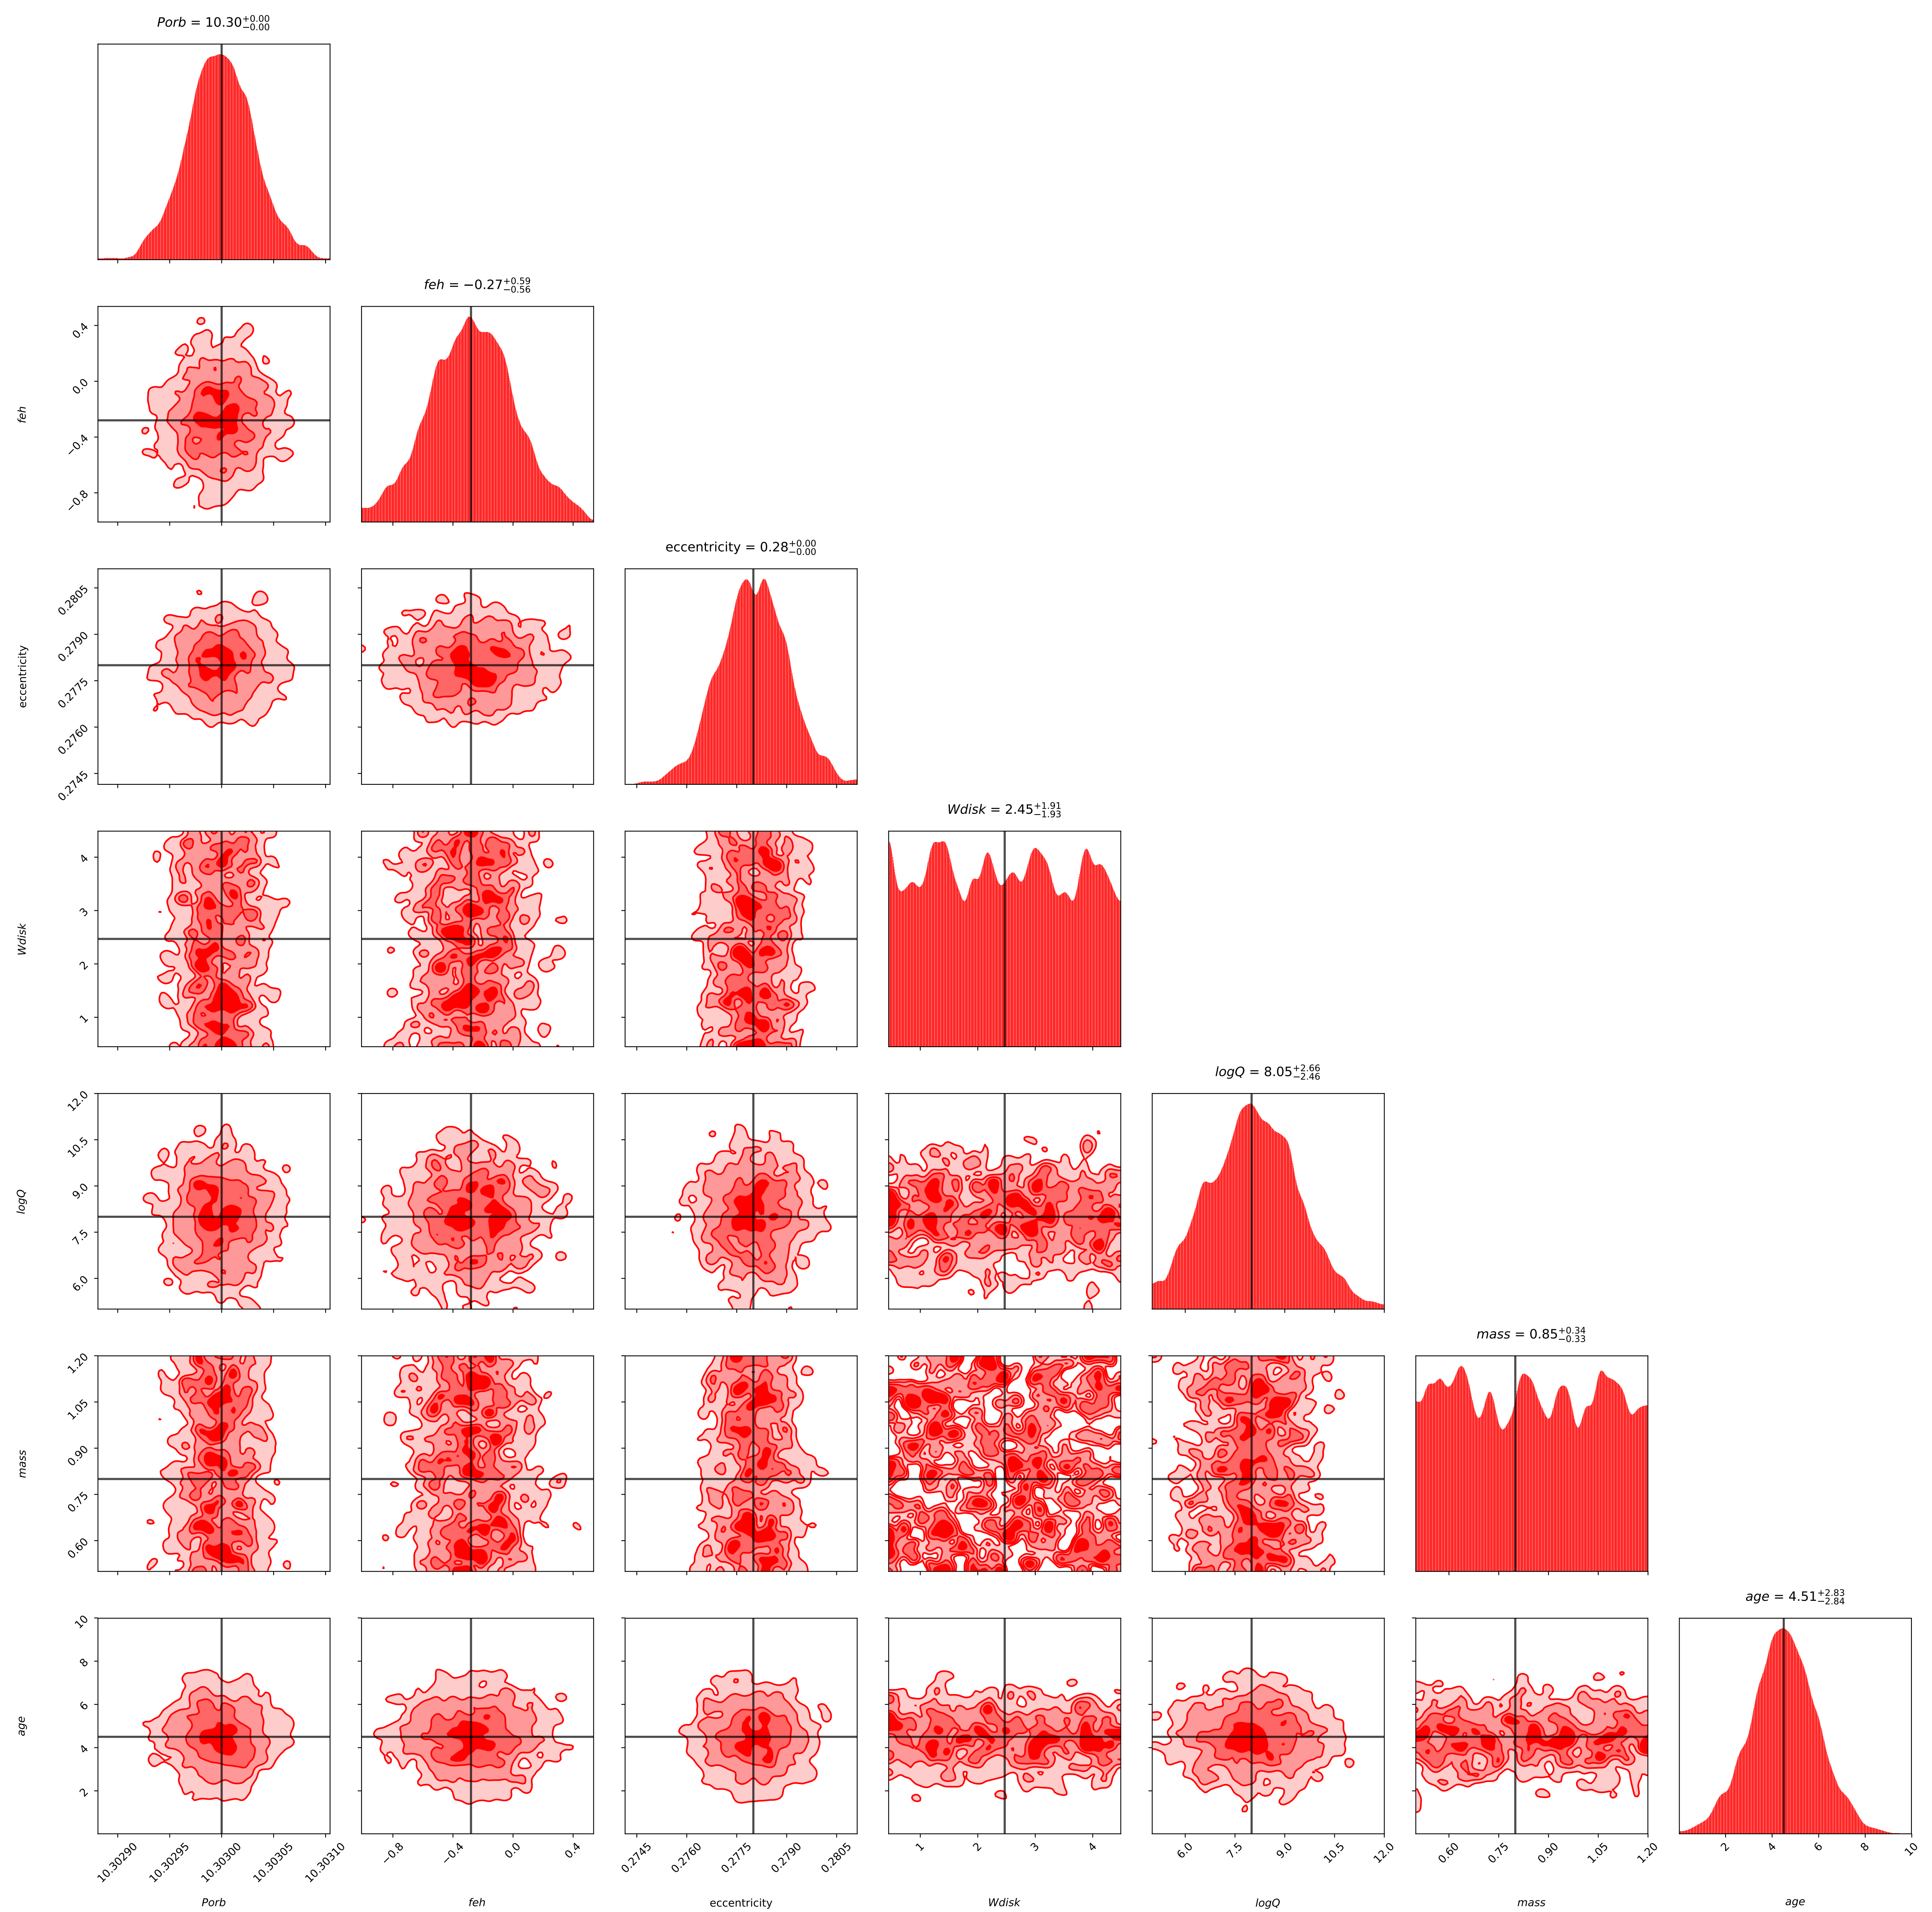 Porb = 10.30+0.00 −0.00
feh = −0.27+0.59 −0.56
0.4
0.0
−0.4
−0.8
feh
eccentricity = 0.28+0.00 −0.00
0.2805
0.2790
0.2775
0.2760
0.2745
eccentricity
Wdisk = 2.45+1.91 −1.93
4
3
2
1
Wdisk
logQ = 8.05+2.66 −2.46
12.0
10.5
9.0
7.5
6.0
logQ
mass = 0.85+0.34 −0.33
1.20
1.05
0.90
0.75
0.60
mass
age = 4.51+2.83 −2.84
10
8
6
4
2
age
10.30290 10.30295 10.30300 10.30305 10.30310
−0.8 −0.4 0.0 0.4
0.2745 0.2760 0.2775 0.2790 0.2805
1 2 3 4
6.0 7.5 9.0 10.5 12.0
0.60 0.75 0.90 1.05 1.20
2 4 6 8 10
Porb feh eccentricity Wdisk logQ mass age